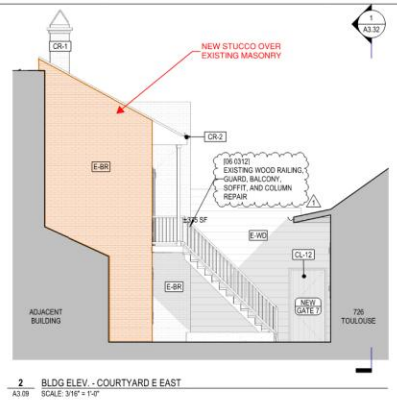 CR-1
1
A3.32
NEW STUCCO OVER
EXISTING MASONRY
CR-2
[06 0312]
EXISTING WOOD RAILING,
GUARD, BALCONY,
SOFFIT, AND COLUMN
REPAIR
1
E-BR
±375 SF
E-WD
CL-12
E-BR
NEW
GATE 7
ADJACENT
BUILDING
726
TOULOUSE
2 BLDG ELEV. - COURTYARD E EAST
A3.09 SCALE: 3/16" = 1'-0"